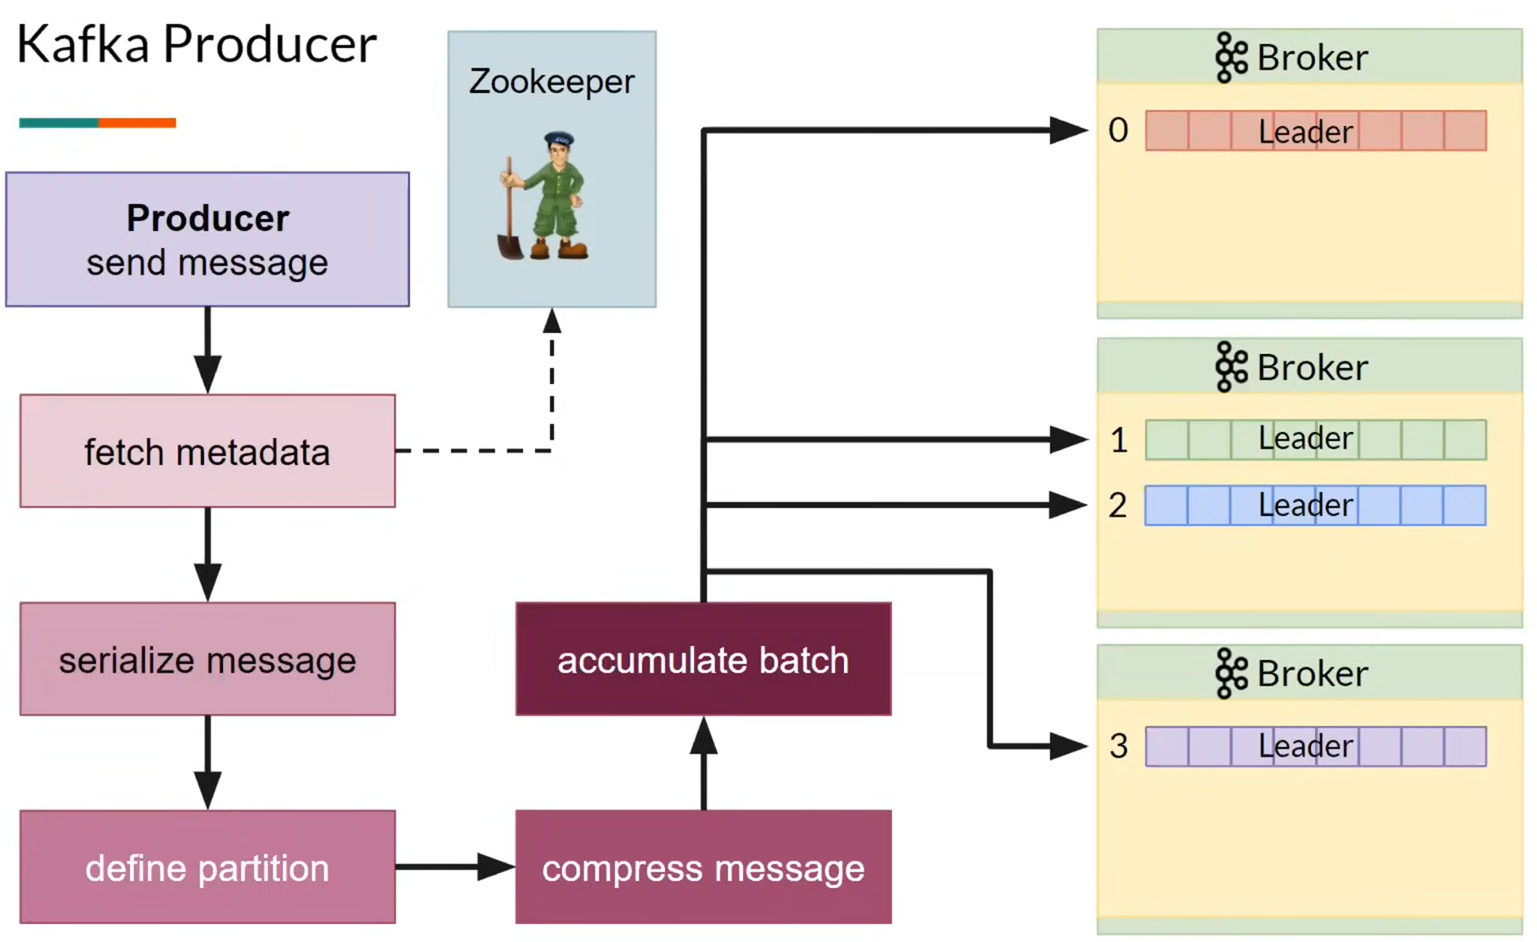 Kafka Producer
Zookeeper
Producer
send message
fetch metadata
serialize message
define partition
compress message
accumulate batch
Broker
0 Leader
Broker
1 Leader
2 Leader
Broker
3 Leader